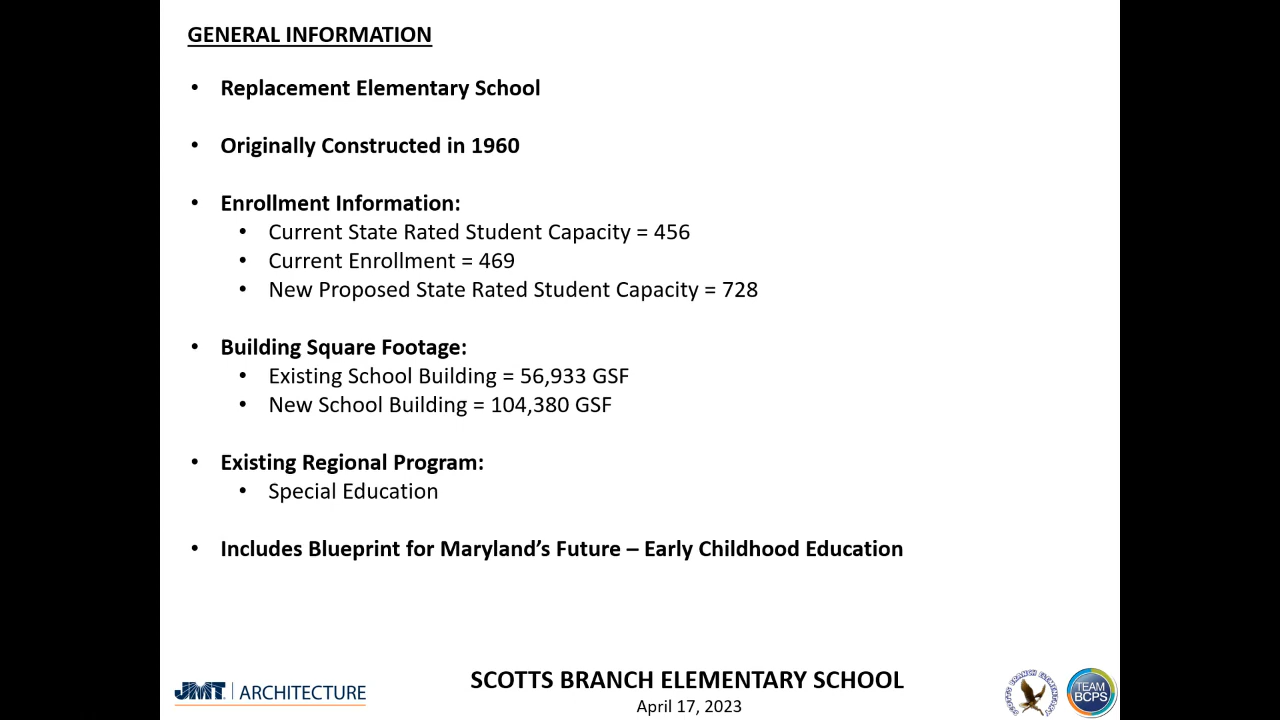 GENERAL INFORMATION
• Replacement Elementary School
• Originally Constructed in 1960
• Enrollment Information:
• Current State Rated Student Capacity = 456
• Current Enrollment = 469
• New Proposed State Rated Student Capacity = 728
• Building Square Footage:
• Existing School Building = 56,933 GSF
• New School Building = 104,380 GSF
• Existing Regional Program:
• Special Education
• Includes Blueprint for Maryland’s Future – Early Childhood Education
JMT | ARCHITECTURE
SCOTTS BRANCH ELEMENTARY SCHOOL
April 17, 2023
SCOTTS BRANCH ELEMENTARY
TEAM
BCPS